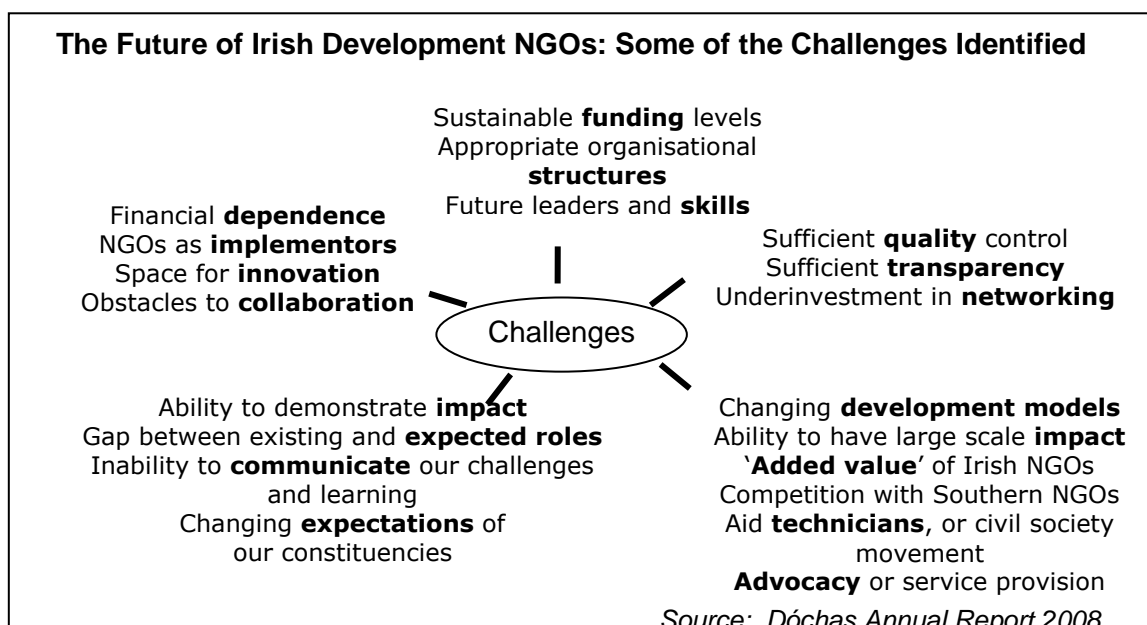 The Future of Irish Development NGOs: Some of the Challenges Identified
Sustainable funding levels
Appropriate organisational
structures
Future leaders and skills
Financial dependence
NGOs as implementors
Space for innovation
Obstacles to collaboration
Sufficient quality control
Sufficient transparency
Underinvestment in networking
Challenges
Ability to demonstrate impact
Gap between existing and expected roles
Inability to communicate our challenges
and learning
Changing expectations of
our constituencies
Changing development models
Ability to have large scale impact
‘Added value’ of Irish NGOs
Competition with Southern NGOs
Aid technicians, or civil society
movement
Advocacy or service provision
Source: Dóchas Annual Report 2008